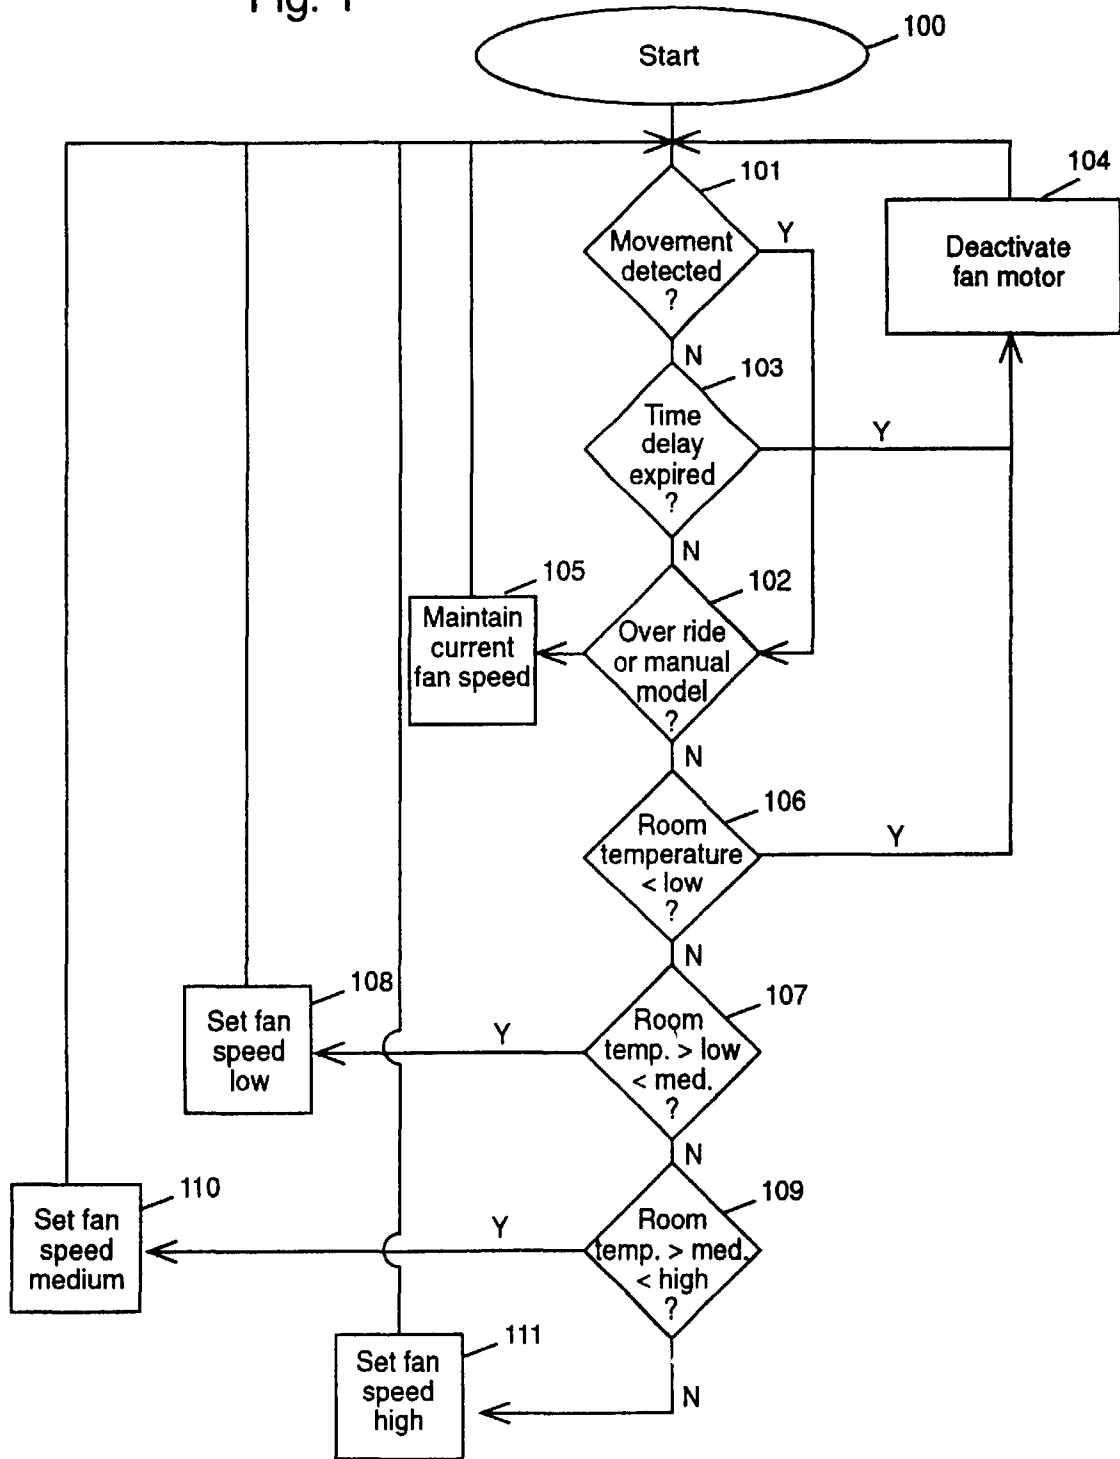 Fig. 1
Start
100
101
104
Movement
detected
?
Y
Deactivate
fan motor
N
103
Time
delay
expired
?
Y
N
105
102
Maintain
current
fan speed
Over ride
or manual
model
?
N
106
Room
temperature
< low
?
Y
N
108
107
Set fan
speed
low
Y
Room
temp. > low
< med.
?
N
110
109
Set fan
speed
medium
Y
Room
temp. > med.
< high
?
111
Set fan
speed
high
N